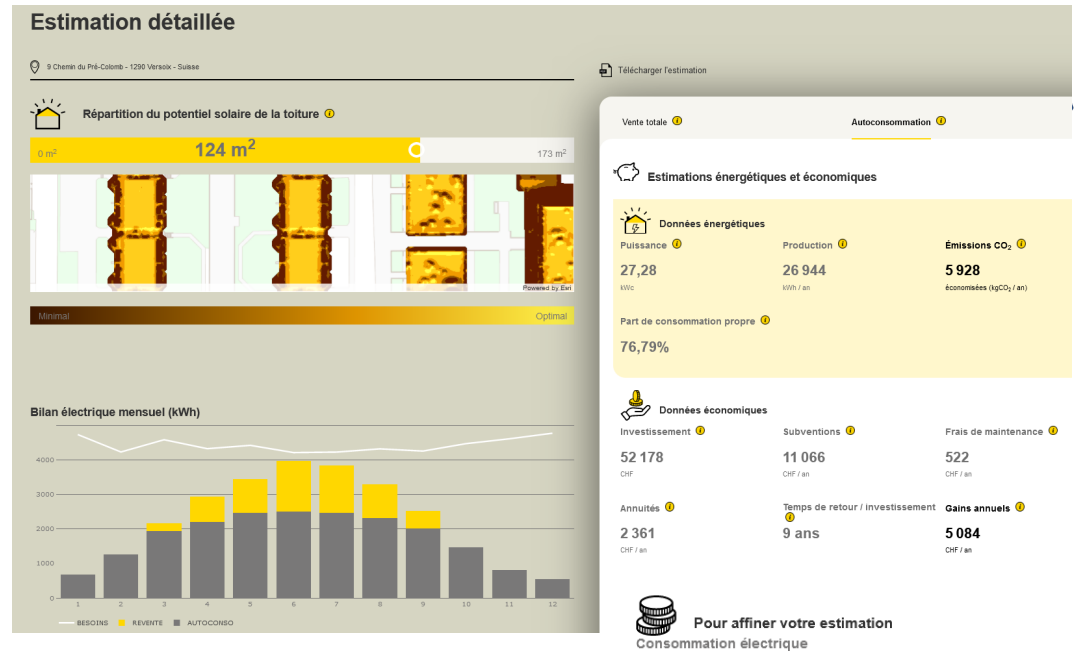 Estimation détaillée
9 Chemin du Pré-Colomb - 1290 Versoix - Suisse
Répartition du potentiel solaire de la toiture i
0 m² 124 m² 173 m²
Powered by Esri
Minimal Optimal
Bilan électrique mensuel (kWh)
4000
3000
2000
1000
0
1 2 3 4 5 6 7 8 9 10 11 12
BESOINS REVENTE AUTOCONSO
Télécharger l'estimation
Vente totale i Autoconsommation i
Estimations énergétiques et économiques
Données énergétiques
Puissance i Production i Émissions CO₂ i
27,28 26 944 5 928
kWc kWh / an économisées (kgCO₂ / an)
Part de consommation propre i
76,79%
Données économiques
Investissement i Subventions i Frais de maintenance i
52 178 11 066 522
CHF CHF / an CHF / an
Annuités i Temps de retour / investissement i Gains annuels i
2 361 9 ans 5 084
CHF / an CHF / an
Pour affiner votre estimation
Consommation électrique